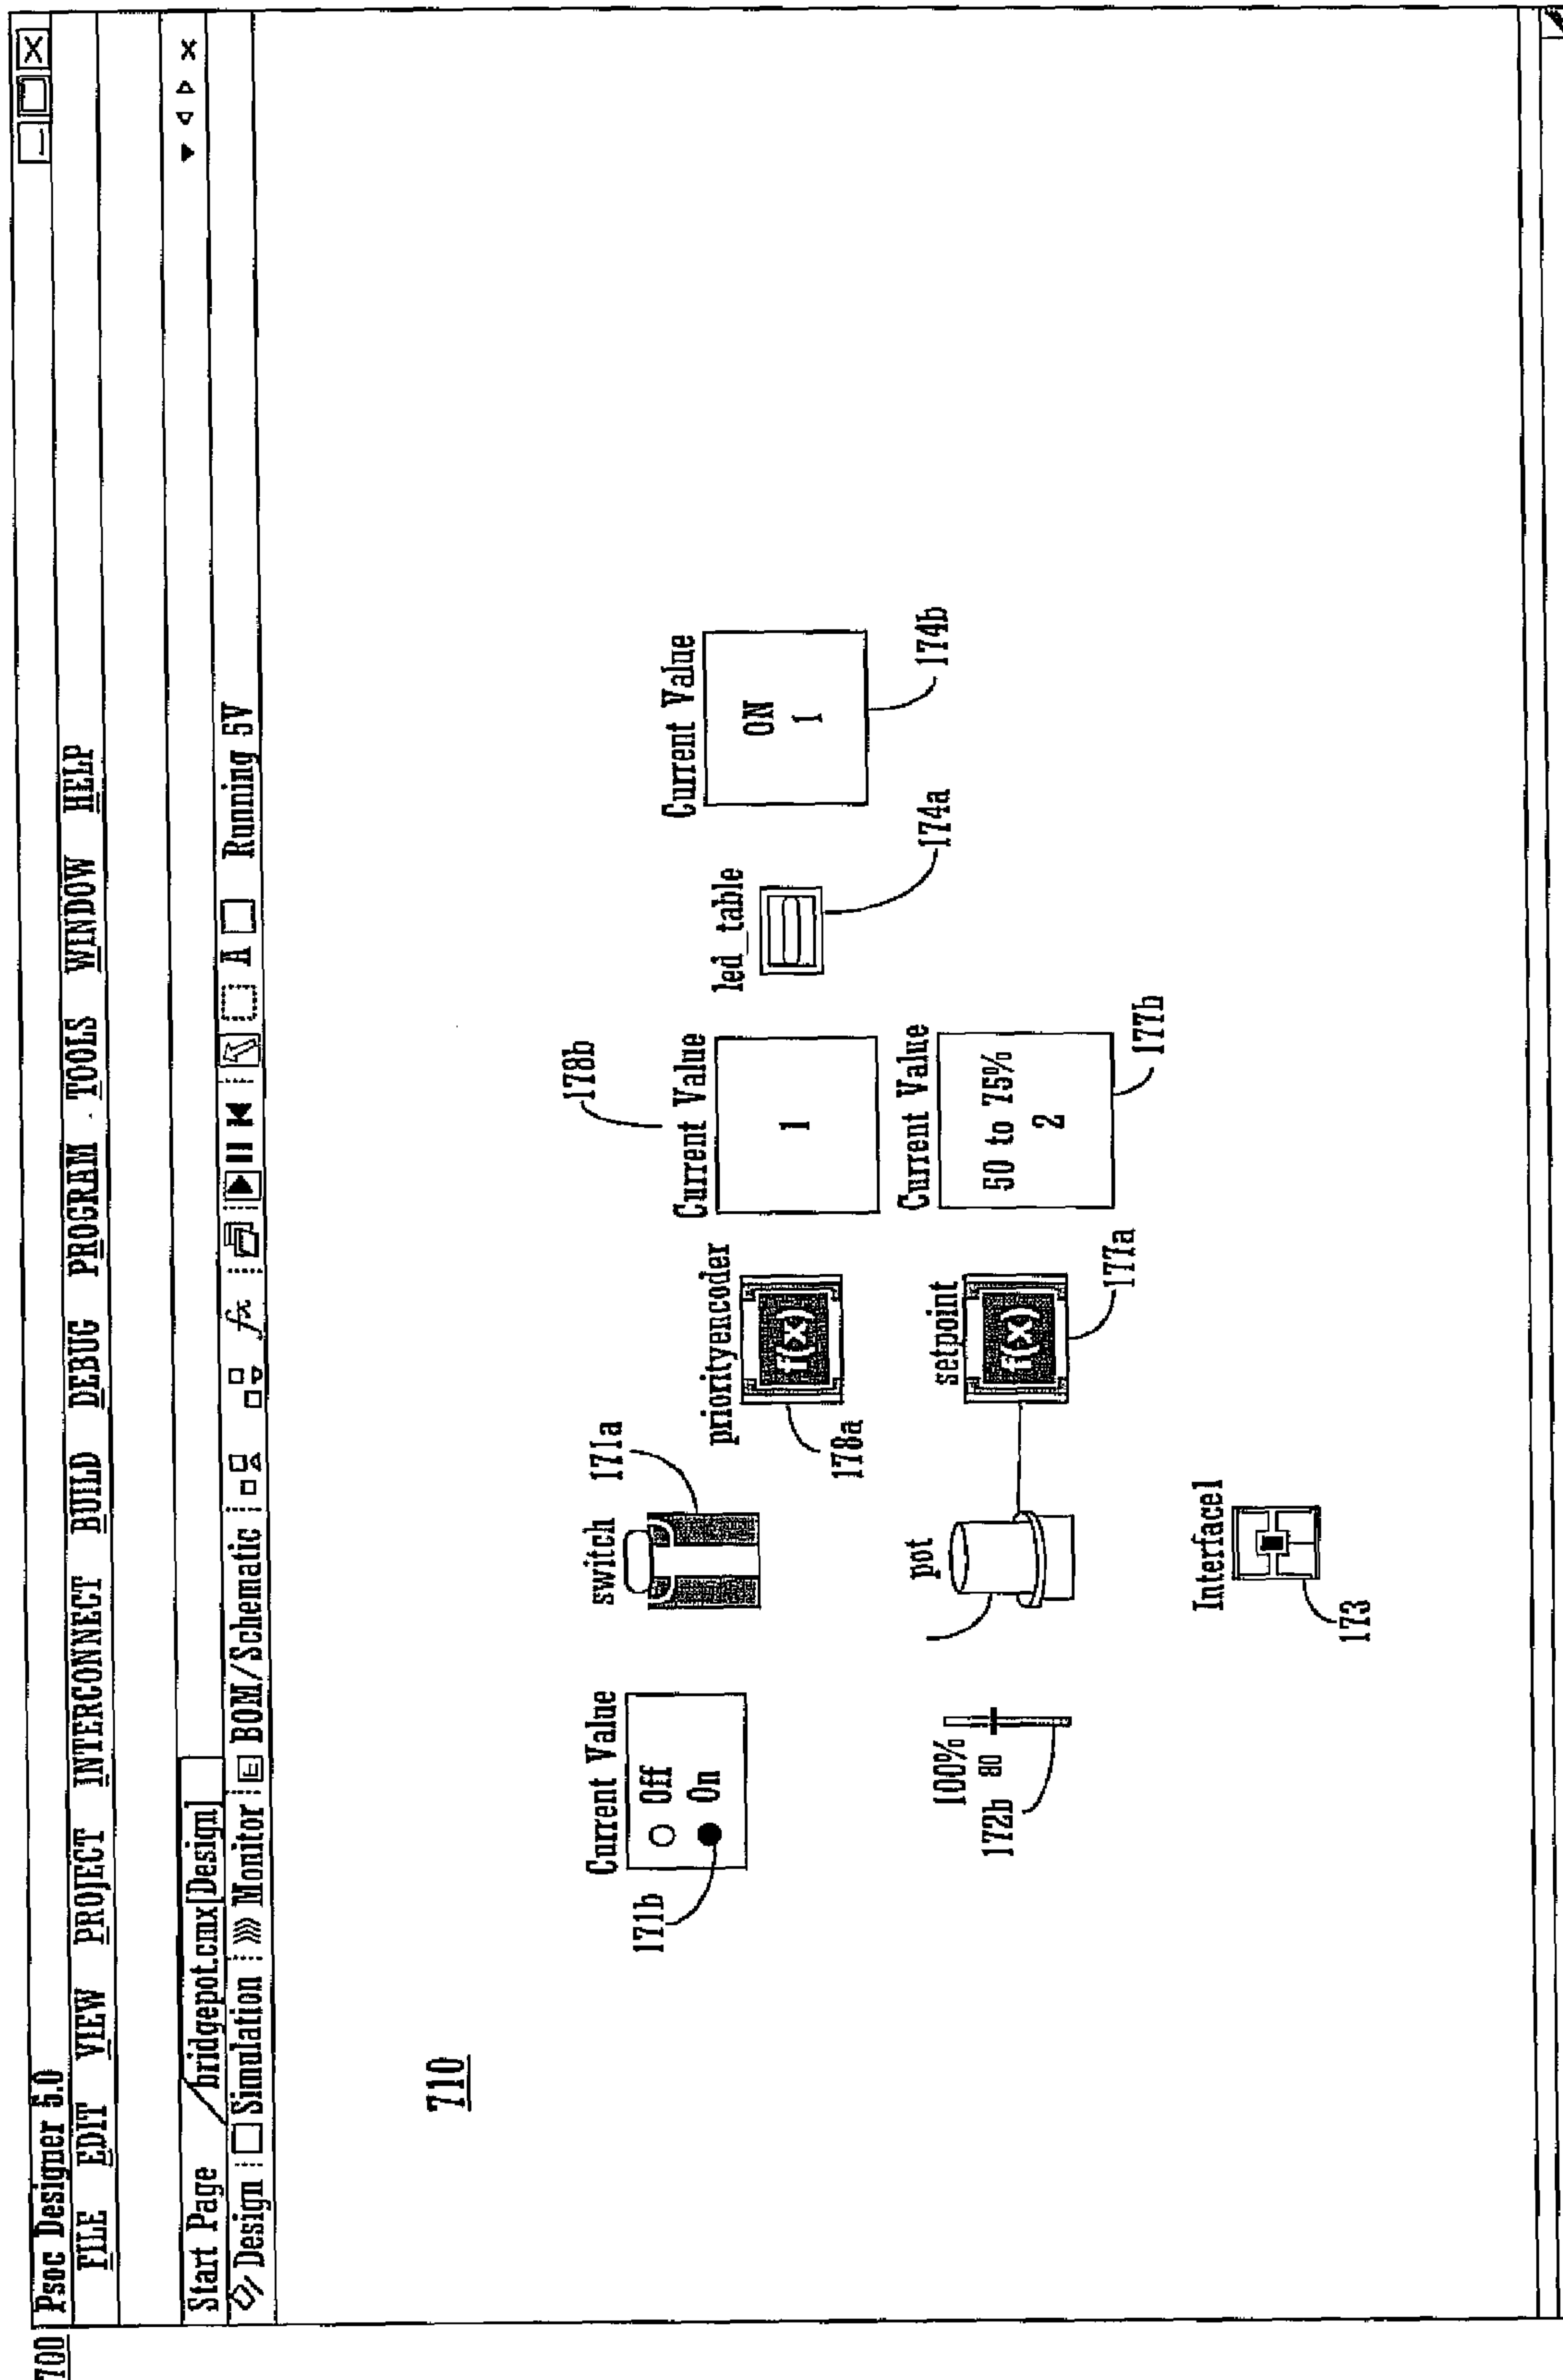 700
Psoc Designer 5.0
FILE EDIT VIEW PROJECT INTERCONNECT BUILD DEBUG PROGRAM TOOLS WINDOW HELP
Start Page bridgepot.cmx[Design]
Design Simulation Monitor BOM/Schematic fx A Running 5V
710
Current Value
Off
On
171b
switch
171a
priorityencoder
f(x)
178a
178b
Current Value
1
led_table
174a
Current Value
ON
1
174b
100%
80
172b
pot
setpoint
f(x)
177a
Current Value
50 to 75%
2
177b
Interface1
173